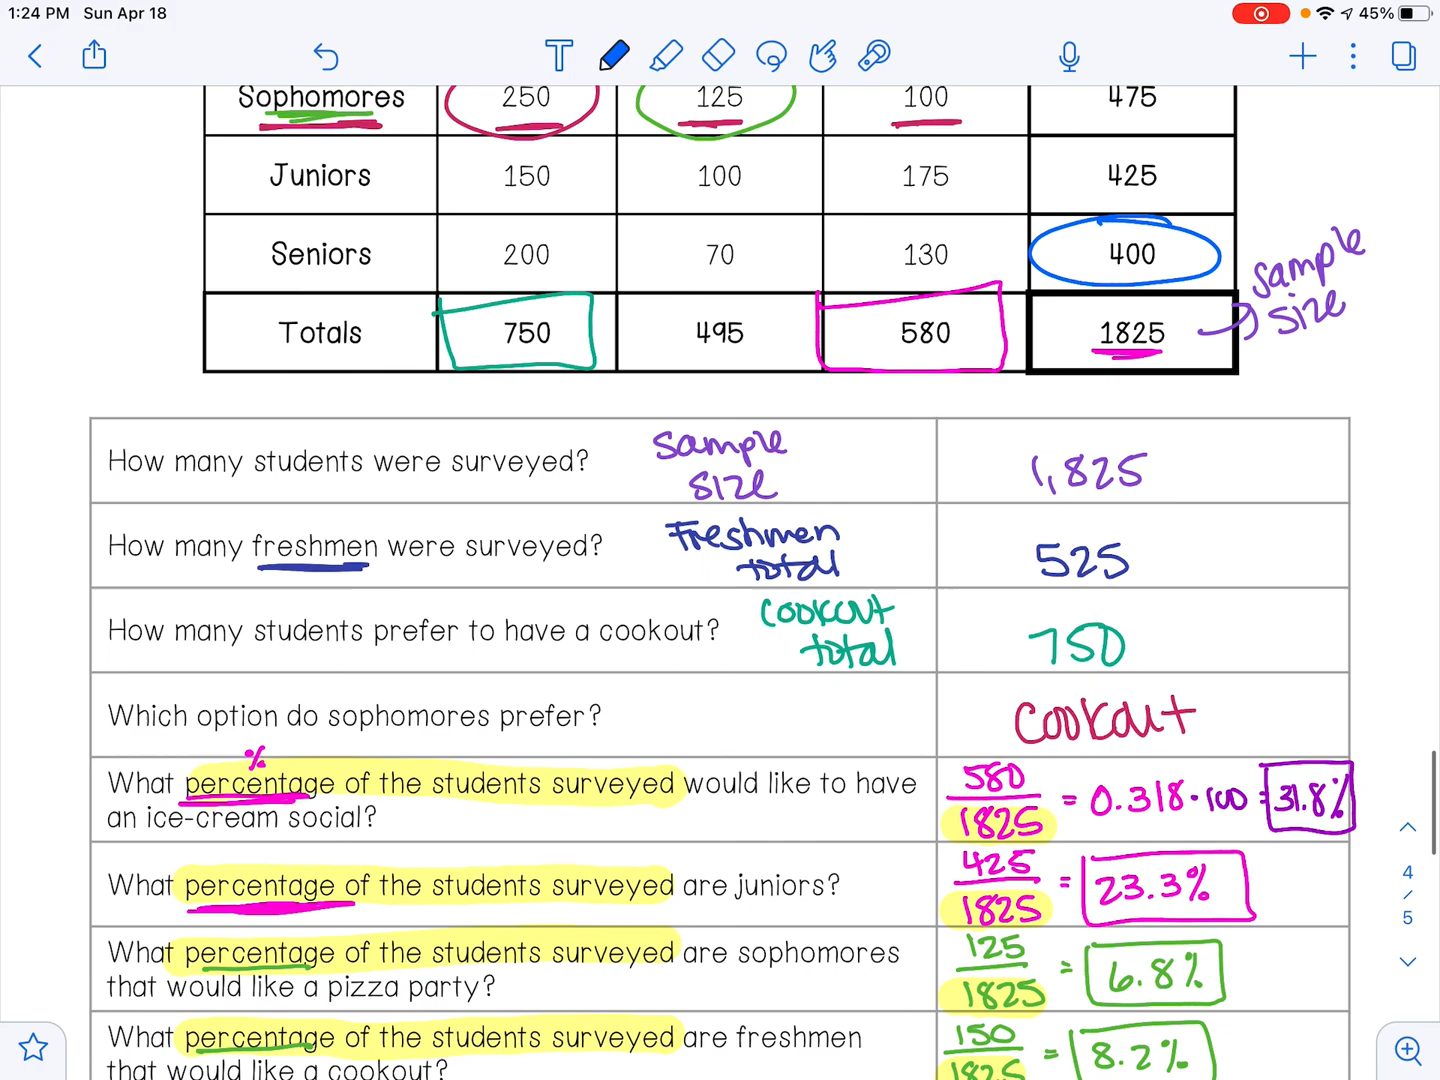 1:24 PM Sun Apr 18 45%
Sophomores 250 125 100 475
Juniors 150 100 175 425
Seniors 200 70 130 400
Totals 750 495 580 1825
sample
size
How many students were surveyed? sample size 1,825
How many freshmen were surveyed? Freshmen total 525
How many students prefer to have a cookout? cookout total 750
Which option do sophomores prefer? cookout
%
What percentage of the students surveyed would like to have
an ice-cream social?
580/1825 = 0.318 · 100 = 31.8%
What percentage of the students surveyed are juniors?
425/1825 = 23.3%
What percentage of the students surveyed are sophomores
that would like a pizza party?
125/1825 = 6.8%
What percentage of the students surveyed are freshmen
that would like a cookout?
150/1825 = 8.2%
4
/
5